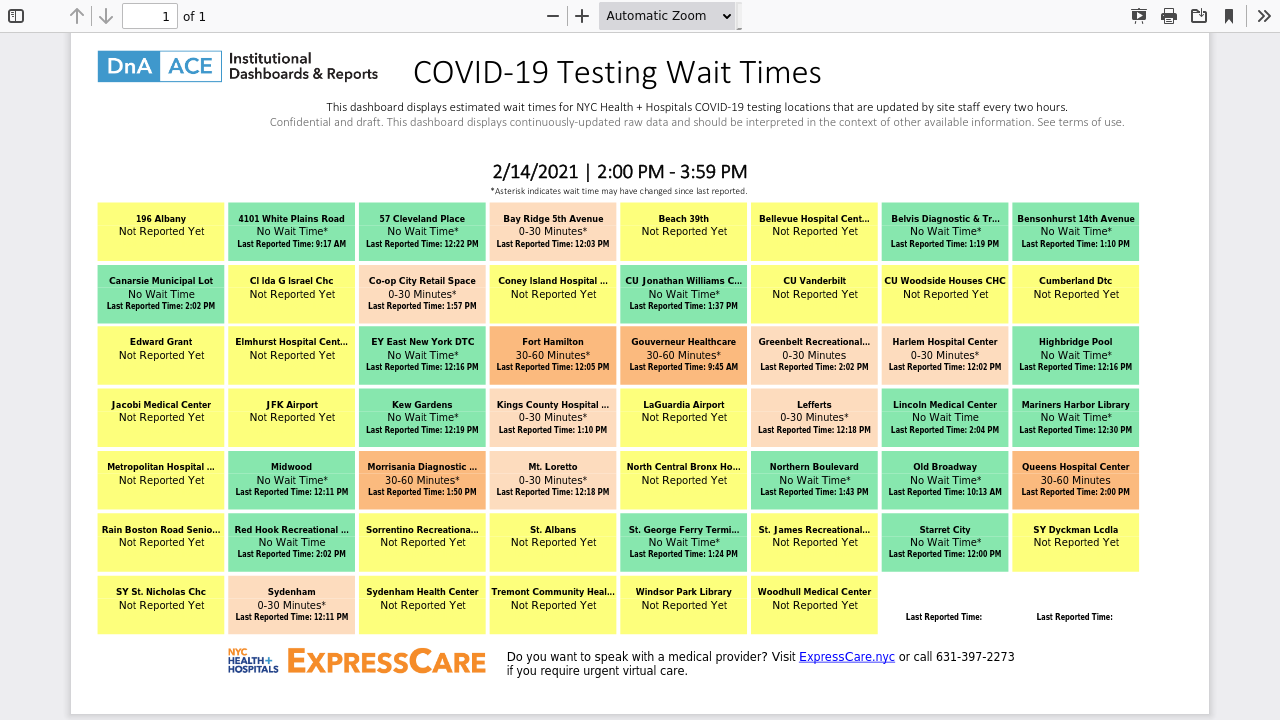 1 of 1 Automatic Zoom
DnA ACE Institutional
Dashboards & Reports
COVID-19 Testing Wait Times
This dashboard displays estimated wait times for NYC Health + Hospitals COVID-19 testing locations that are updated by site staff every two hours.
Confidential and draft. This dashboard displays continuously-updated raw data and should be interpreted in the context of other available information. See terms of use.
2/14/2021 | 2:00 PM - 3:59 PM
*Asterisk indicates wait time may have changed since last reported.
196 Albany
Not Reported Yet
4101 White Plains Road
No Wait Time*
Last Reported Time: 9:17 AM
57 Cleveland Place
No Wait Time*
Last Reported Time: 12:22 PM
Bay Ridge 5th Avenue
0-30 Minutes*
Last Reported Time: 12:03 PM
Beach 39th
Not Reported Yet
Bellevue Hospital Cent...
Not Reported Yet
Belvis Diagnostic & Tr...
No Wait Time*
Last Reported Time: 1:19 PM
Bensonhurst 14th Avenue
No Wait Time*
Last Reported Time: 1:10 PM
Canarsie Municipal Lot
No Wait Time
Last Reported Time: 2:02 PM
Cl Ida G Israel Chc
Not Reported Yet
Co-op City Retail Space
0-30 Minutes*
Last Reported Time: 1:57 PM
Coney Island Hospital ...
Not Reported Yet
CU Jonathan Williams C...
No Wait Time*
Last Reported Time: 1:37 PM
CU Vanderbilt
Not Reported Yet
CU Woodside Houses CHC
Not Reported Yet
Cumberland Dtc
Not Reported Yet
Edward Grant
Not Reported Yet
Elmhurst Hospital Cent...
Not Reported Yet
EY East New York DTC
No Wait Time*
Last Reported Time: 12:16 PM
Fort Hamilton
30-60 Minutes*
Last Reported Time: 12:05 PM
Gouverneur Healthcare
30-60 Minutes*
Last Reported Time: 9:45 AM
Greenbelt Recreational...
0-30 Minutes
Last Reported Time: 2:02 PM
Harlem Hospital Center
0-30 Minutes*
Last Reported Time: 12:02 PM
Highbridge Pool
No Wait Time*
Last Reported Time: 12:16 PM
Jacobi Medical Center
Not Reported Yet
JFK Airport
Not Reported Yet
Kew Gardens
No Wait Time*
Last Reported Time: 12:19 PM
Kings County Hospital ...
0-30 Minutes*
Last Reported Time: 1:10 PM
LaGuardia Airport
Not Reported Yet
Lefferts
0-30 Minutes*
Last Reported Time: 12:18 PM
Lincoln Medical Center
No Wait Time
Last Reported Time: 2:04 PM
Mariners Harbor Library
No Wait Time*
Last Reported Time: 12:30 PM
Metropolitan Hospital ...
Not Reported Yet
Midwood
No Wait Time*
Last Reported Time: 12:11 PM
Morrisania Diagnostic ...
30-60 Minutes*
Last Reported Time: 1:50 PM
Mt. Loretto
0-30 Minutes*
Last Reported Time: 12:18 PM
North Central Bronx Ho...
Not Reported Yet
Northern Boulevard
No Wait Time*
Last Reported Time: 1:43 PM
Old Broadway
No Wait Time*
Last Reported Time: 10:13 AM
Queens Hospital Center
30-60 Minutes
Last Reported Time: 2:00 PM
Rain Boston Road Senio...
Not Reported Yet
Red Hook Recreational ...
No Wait Time
Last Reported Time: 2:02 PM
Sorrentino Recreationa...
Not Reported Yet
St. Albans
Not Reported Yet
St. George Ferry Termi...
No Wait Time*
Last Reported Time: 1:24 PM
St. James Recreational...
Not Reported Yet
Starret City
No Wait Time*
Last Reported Time: 12:00 PM
SY Dyckman Lcdla
Not Reported Yet
SY St. Nicholas Chc
Not Reported Yet
Sydenham
0-30 Minutes*
Last Reported Time: 12:11 PM
Sydenham Health Center
Not Reported Yet
Tremont Community Heal...
Not Reported Yet
Windsor Park Library
Not Reported Yet
Woodhull Medical Center
Not Reported Yet
Last Reported Time:
Last Reported Time:
NYC
HEALTH+
HOSPITALS
EXPRESSCARE
Do you want to speak with a medical provider? Visit ExpressCare.nyc or call 631-397-2273
if you require urgent virtual care.